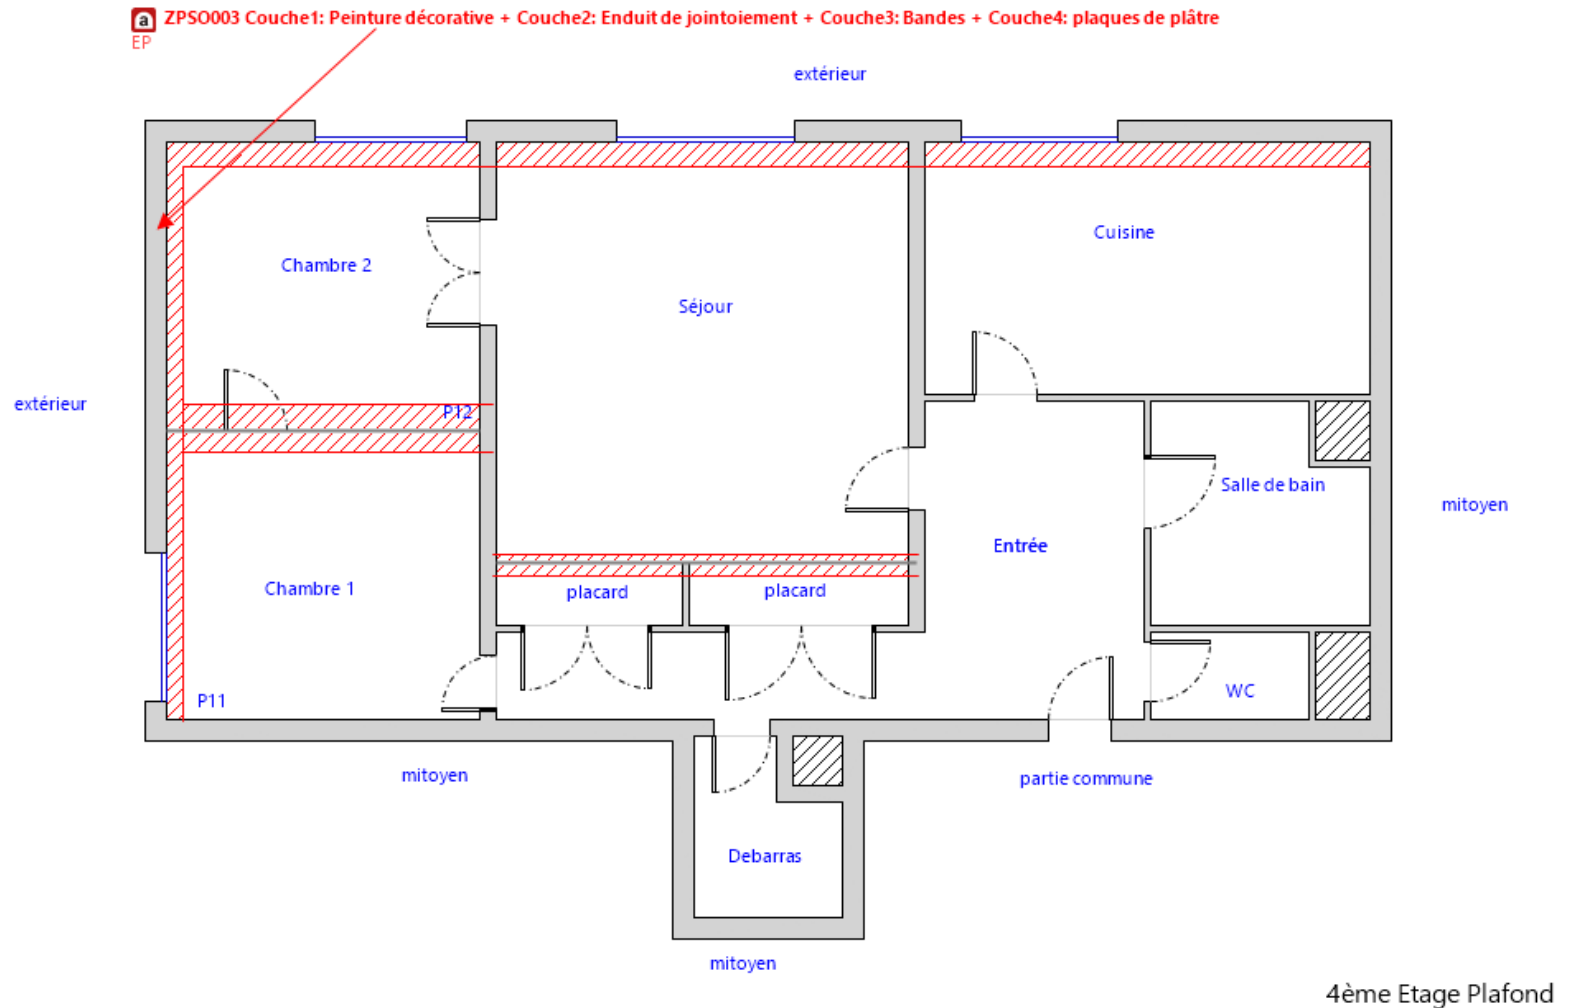 a ZPSO003 Couche1: Peinture décorative + Couche2: Enduit de jointoiement + Couche3: Bandes + Couche4: plaques de plâtre
EP
extérieur
Cuisine
Chambre 2
Séjour
extérieur
P12
Salle de bain
mitoyen
Entrée
Chambre 1
placard
placard
P11
WC
mitoyen
partie commune
Debarras
mitoyen
4ème Etage Plafond